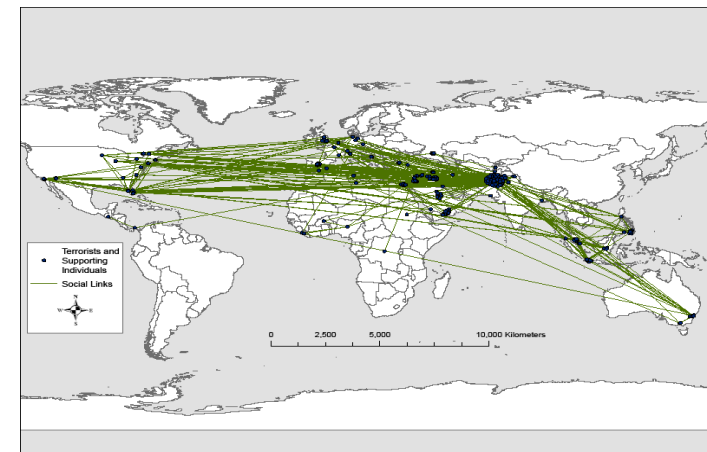 Terrorists and
Supporting
Individuals
Social Links
N
W
E
S
0
2,500
5,000
10,000 Kilometers